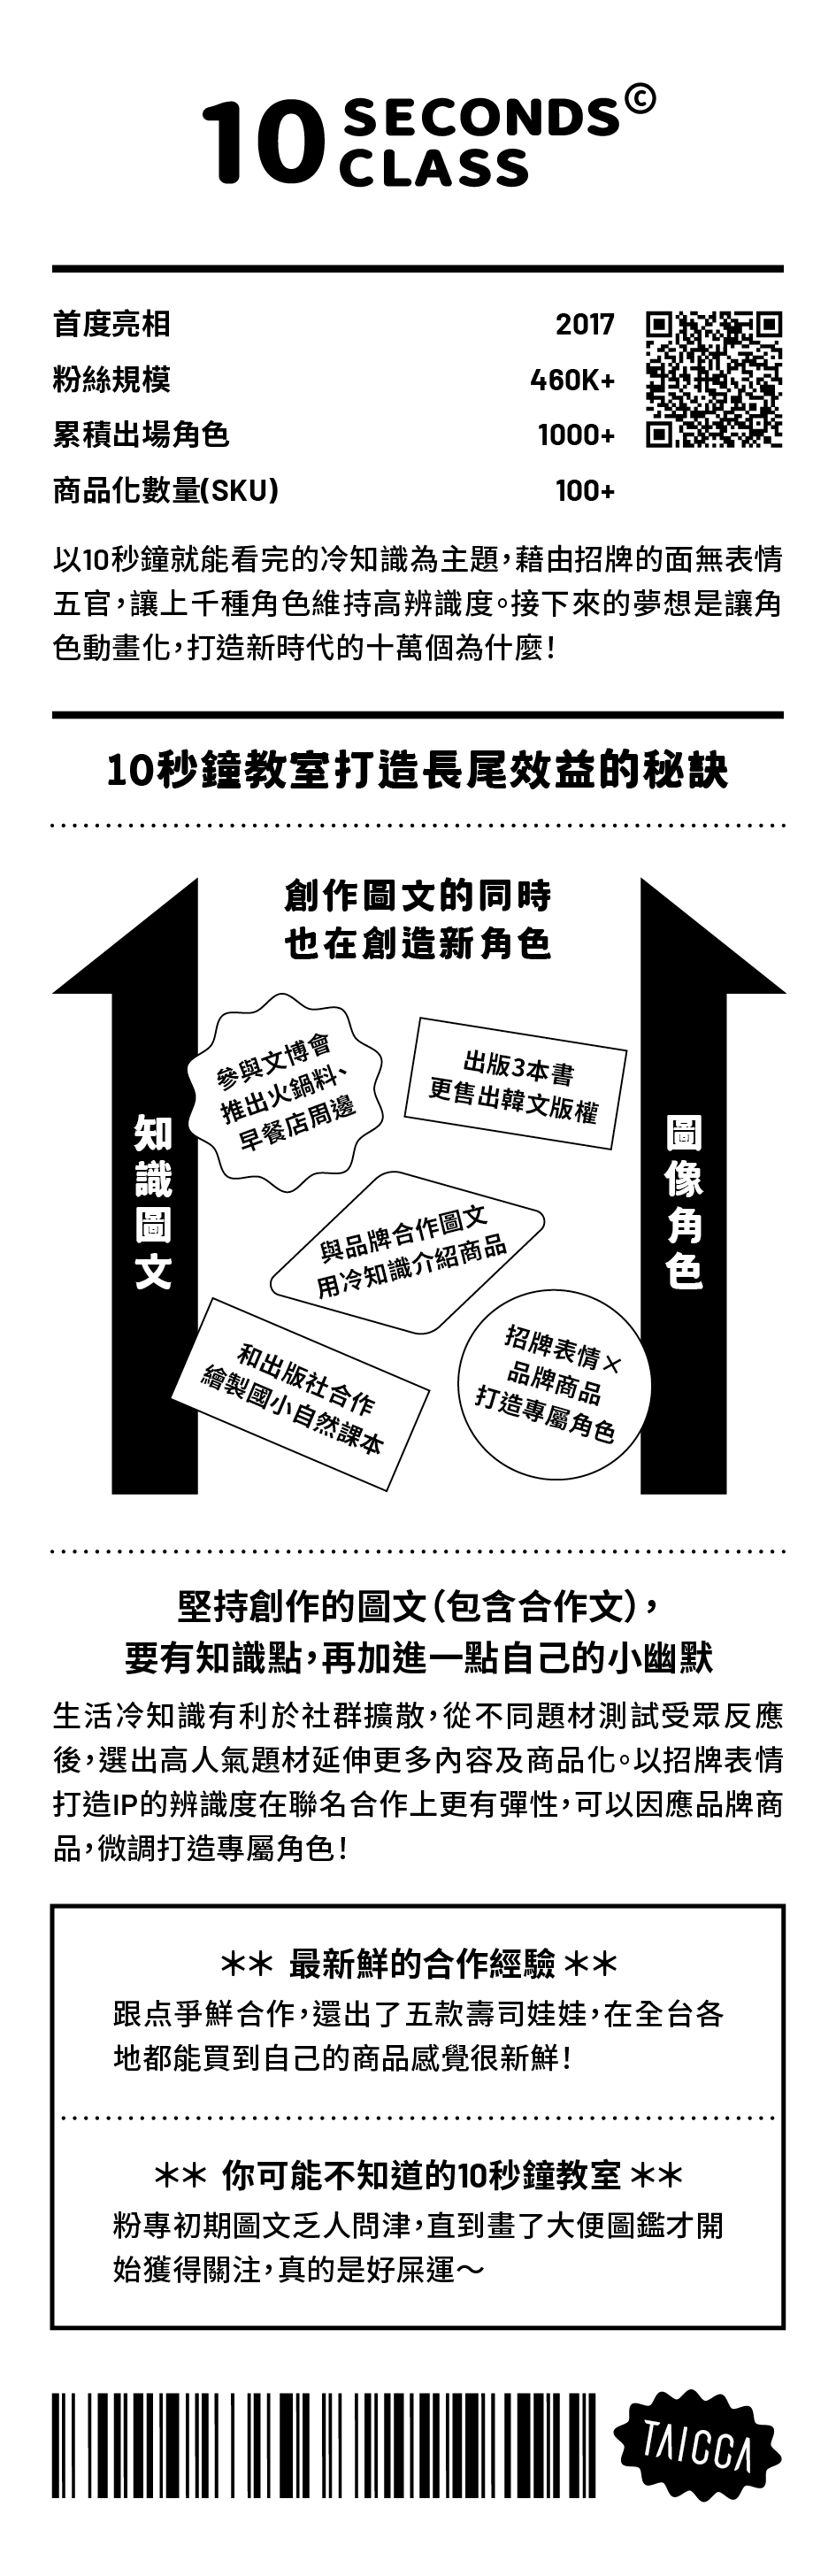 10 SECONDS CLASS©
首度亮相 2017
粉絲規模 460K+
累積出場角色 1000+
商品化數量(SKU) 100+
以10秒鐘就能看完的冷知識為主題，藉由招牌的面無表情
五官，讓上千種角色維持高辨識度。接下來的夢想是讓角
色動畫化，打造新時代的十萬個為什麼！
10秒鐘教室打造長尾效益的秘訣
創作圖文的同時
也在創造新角色
知識圖文
參與文博會
推出火鍋料、
早餐店周邊
出版3本書
更售出韓文版權
與品牌合作圖文
用冷知識介紹商品
和出版社合作
繪製國小自然課本
招牌表情×
品牌商品
打造專屬角色
圖像角色
堅持創作的圖文（包含合作文），
要有知識點，再加進一點自己的小幽默
生活冷知識有利於社群擴散，從不同題材測試受眾反應
後，選出高人氣題材延伸更多內容及商品化。以招牌表情
打造IP的辨識度在聯名合作上更有彈性，可以因應品牌商
品，微調打造專屬角色！
＊＊ 最新鮮的合作經驗 ＊＊
跟点爭鮮合作，還出了五款壽司娃娃，在全台各
地都能買到自己的商品感覺很新鮮！
＊＊ 你可能不知道的10秒鐘教室 ＊＊
粉專初期圖文乏人問津，直到畫了大便圖鑑才開
始獲得關注，真的是好屎運～
TAICCA